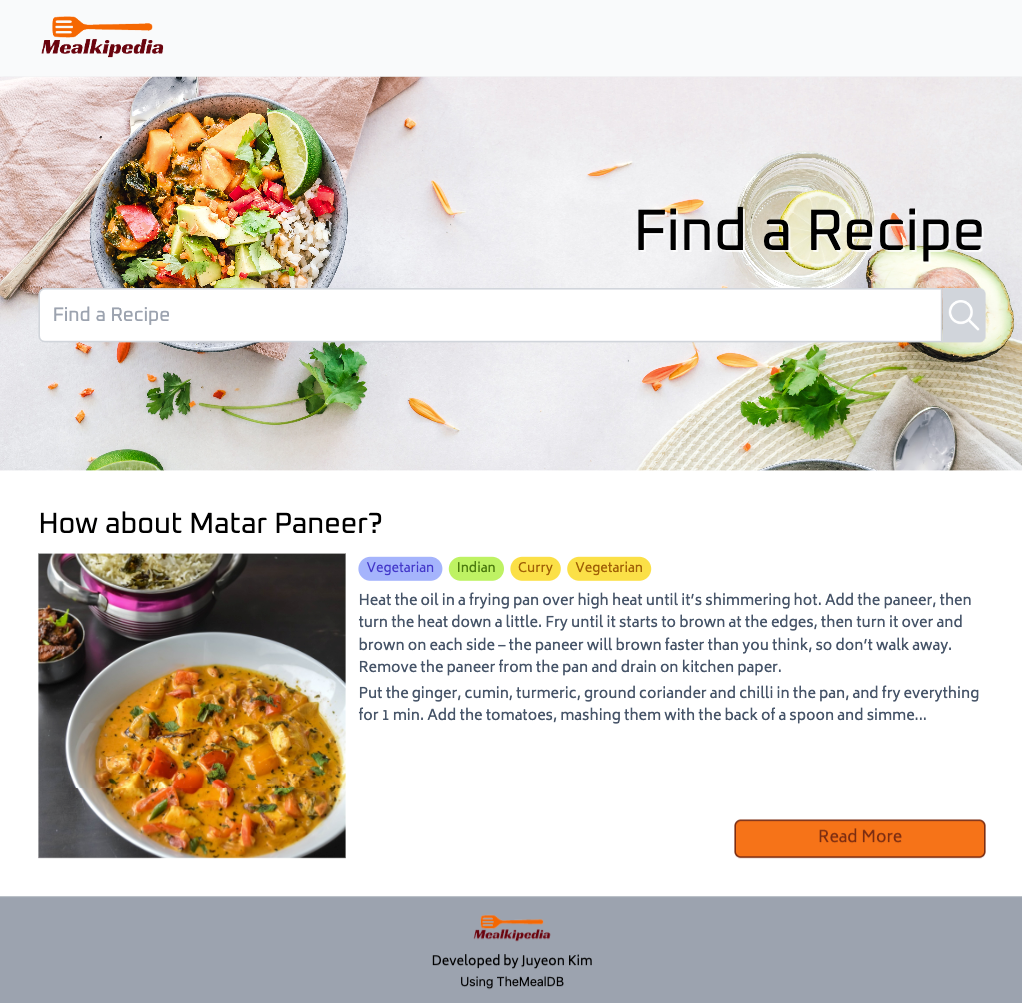 Mealkipedia
Find a Recipe
Find a Recipe
How about Matar Paneer?
Vegetarian Indian Curry Vegetarian
Heat the oil in a frying pan over high heat until it’s shimmering hot. Add the paneer, then
turn the heat down a little. Fry until it starts to brown at the edges, then turn it over and
brown on each side – the paneer will brown faster than you think, so don’t walk away.
Remove the paneer from the pan and drain on kitchen paper.
Put the ginger, cumin, turmeric, ground coriander and chilli in the pan, and fry everything
for 1 min. Add the tomatoes, mashing them with the back of a spoon and simme...
Read More
Mealkipedia
Developed by Juyeon Kim
Using TheMealDB